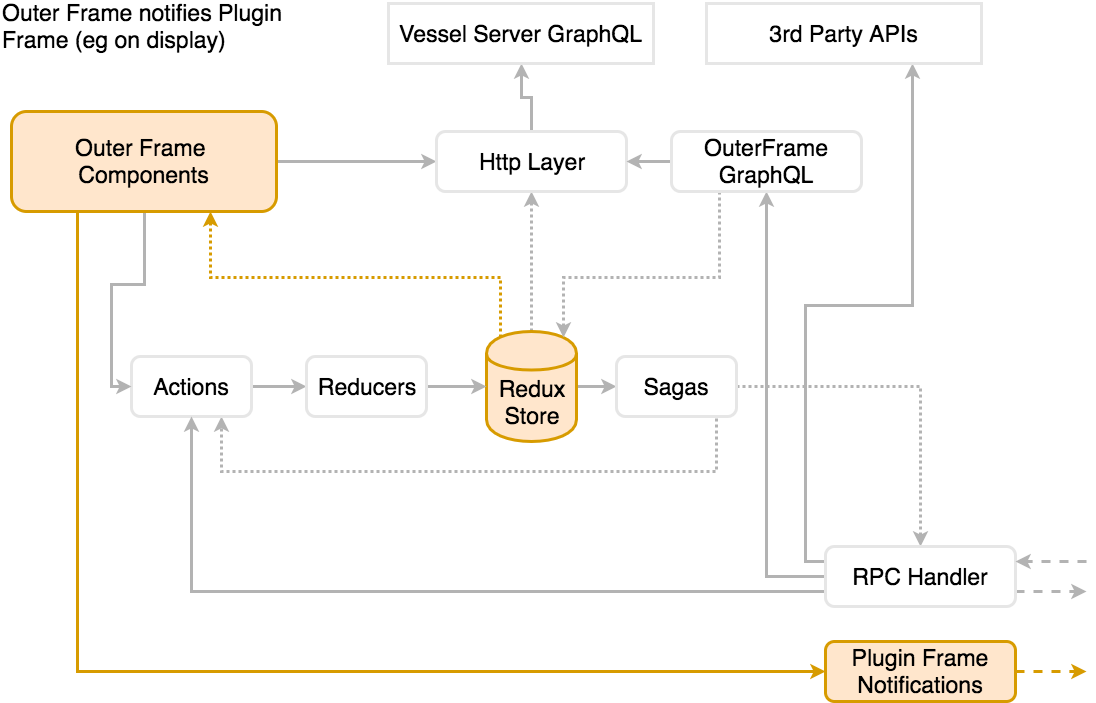 Outer Frame notifies Plugin
Frame (eg on display)
Vessel Server GraphQL
3rd Party APIs
Outer Frame
Components
Http Layer
OuterFrame
GraphQL
Actions
Reducers
Redux
Store
Sagas
RPC Handler
Plugin Frame
Notifications